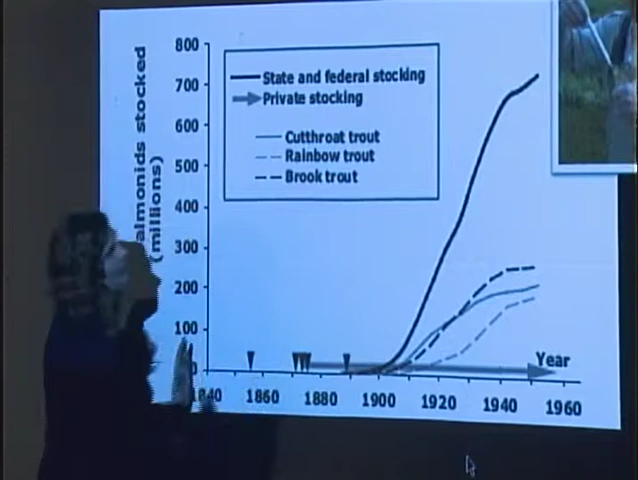 almonids stocked
(millions)
800
700
600
500
400
300
200
100
0
State and federal stocking
Private stocking
Cutthroat trout
Rainbow trout
Brook trout
Year
1840 1860 1880 1900 1920 1940 1960